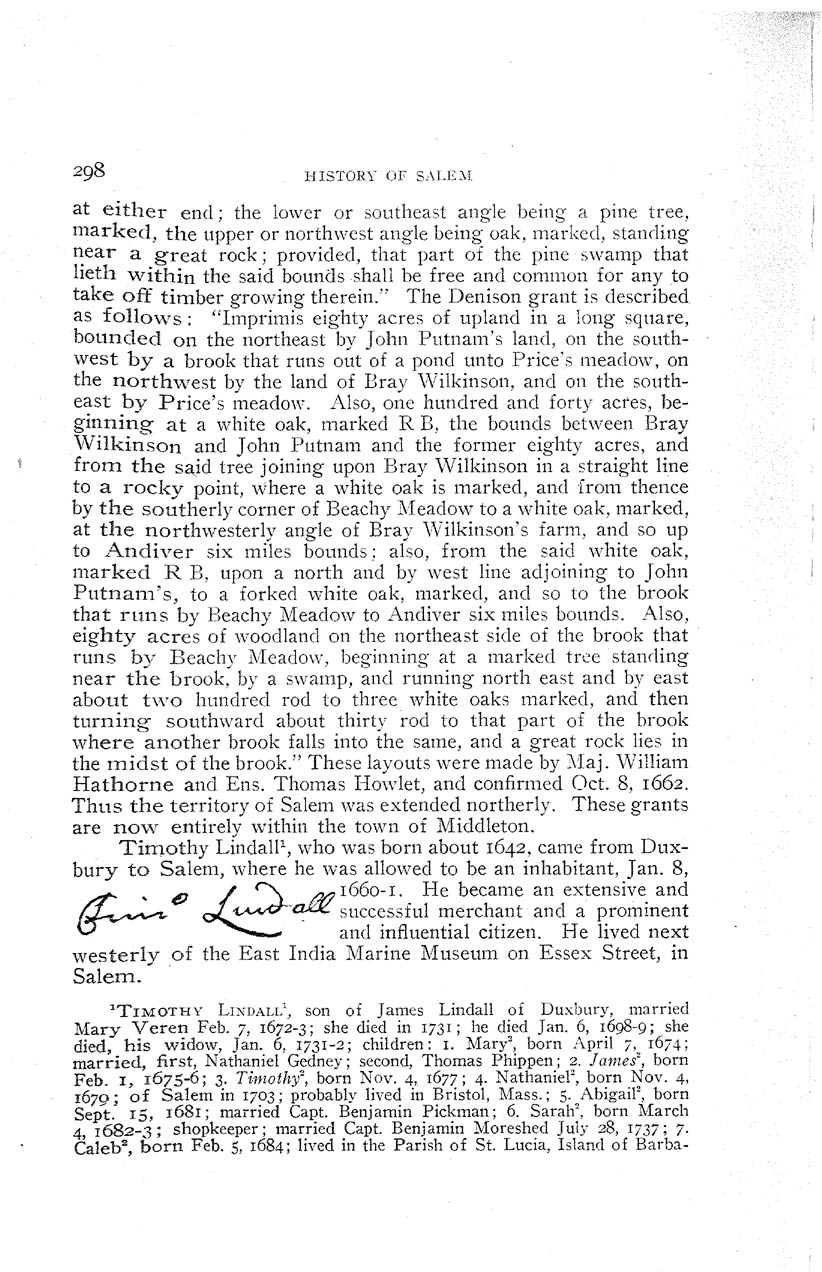 298 HISTORY OF SALEM
at either end; the lower or southeast angle being a pine tree,
marked, the upper or northwest angle being oak, marked, standing
near a great rock; provided, that part of the pine swamp that
lieth within the said bounds shall be free and common for any to
take off timber growing therein." The Denison grant is described
as follows: "Imprimis eighty acres of upland in a long square,
bounded on the northeast by John Putnam's land, on the south-
west by a brook that runs out of a pond unto Price's meadow, on
the northwest by the land of Bray Wilkinson, and on the south-
east by Price's meadow. Also, one hundred and forty acres, be-
ginning at a white oak, marked R B, the bounds between Bray
Wilkinson and John Putnam and the former eighty acres, and
from the said tree joining upon Bray Wilkinson in a straight line
to a rocky point, where a white oak is marked, and from thence
by the southerly corner of Beachy Meadow to a white oak, marked,
at the northwesterly angle of Bray Wilkinson's farm, and so up
to Andiver six miles bounds; also, from the said white oak,
marked R B, upon a north and by west line adjoining to John
Putnam's, to a forked white oak, marked, and so to the brook
that runs by Beachy Meadow to Andiver six miles bounds. Also,
eighty acres of woodland on the northeast side of the brook that
runs by Beachy Meadow, beginning at a marked tree standing
near the brook, by a swamp, and running north east and by east
about two hundred rod to three white oaks marked, and then
turning southward about thirty rod to that part of the brook
where another brook falls into the same, and a great rock lies in
the midst of the brook." These layouts were made by Maj. William
Hathorne and Ens. Thomas Howlet, and confirmed Oct. 8, 1662.
Thus the territory of Salem was extended northerly. These grants
are now entirely within the town of Middleton.
Timothy Lindall¹, who was born about 1642, came from Dux-
bury to Salem, where he was allowed to be an inhabitant, Jan. 8,
1660-1. He became an extensive and
Timo Lindall successful merchant and a prominent
and influential citizen. He lived next
westerly of the East India Marine Museum on Essex Street, in
Salem.
¹TIMOTHY LINDALL¹, son of James Lindall of Duxbury, married
Mary Veren Feb. 7, 1672-3; she died in 1731; he died Jan. 6, 1698-9; she
died, his widow, Jan. 6, 1731-2; children: 1. Mary², born April 7, 1674;
married, first, Nathaniel Gedney; second, Thomas Phippen; 2. James², born
Feb. 1, 1675-6; 3. Timothy², born Nov. 4, 1677; 4. Nathaniel², born Nov. 4,
1679; of Salem in 1703; probably lived in Bristol, Mass.; 5. Abigail², born
Sept. 15, 1681; married Capt. Benjamin Pickman; 6. Sarah², born March
4, 1682-3; shopkeeper; married Capt. Benjamin Moreshed July 28, 1737; 7.
Caleb², born Feb. 5, 1684; lived in the Parish of St. Lucia, Island of Barba-